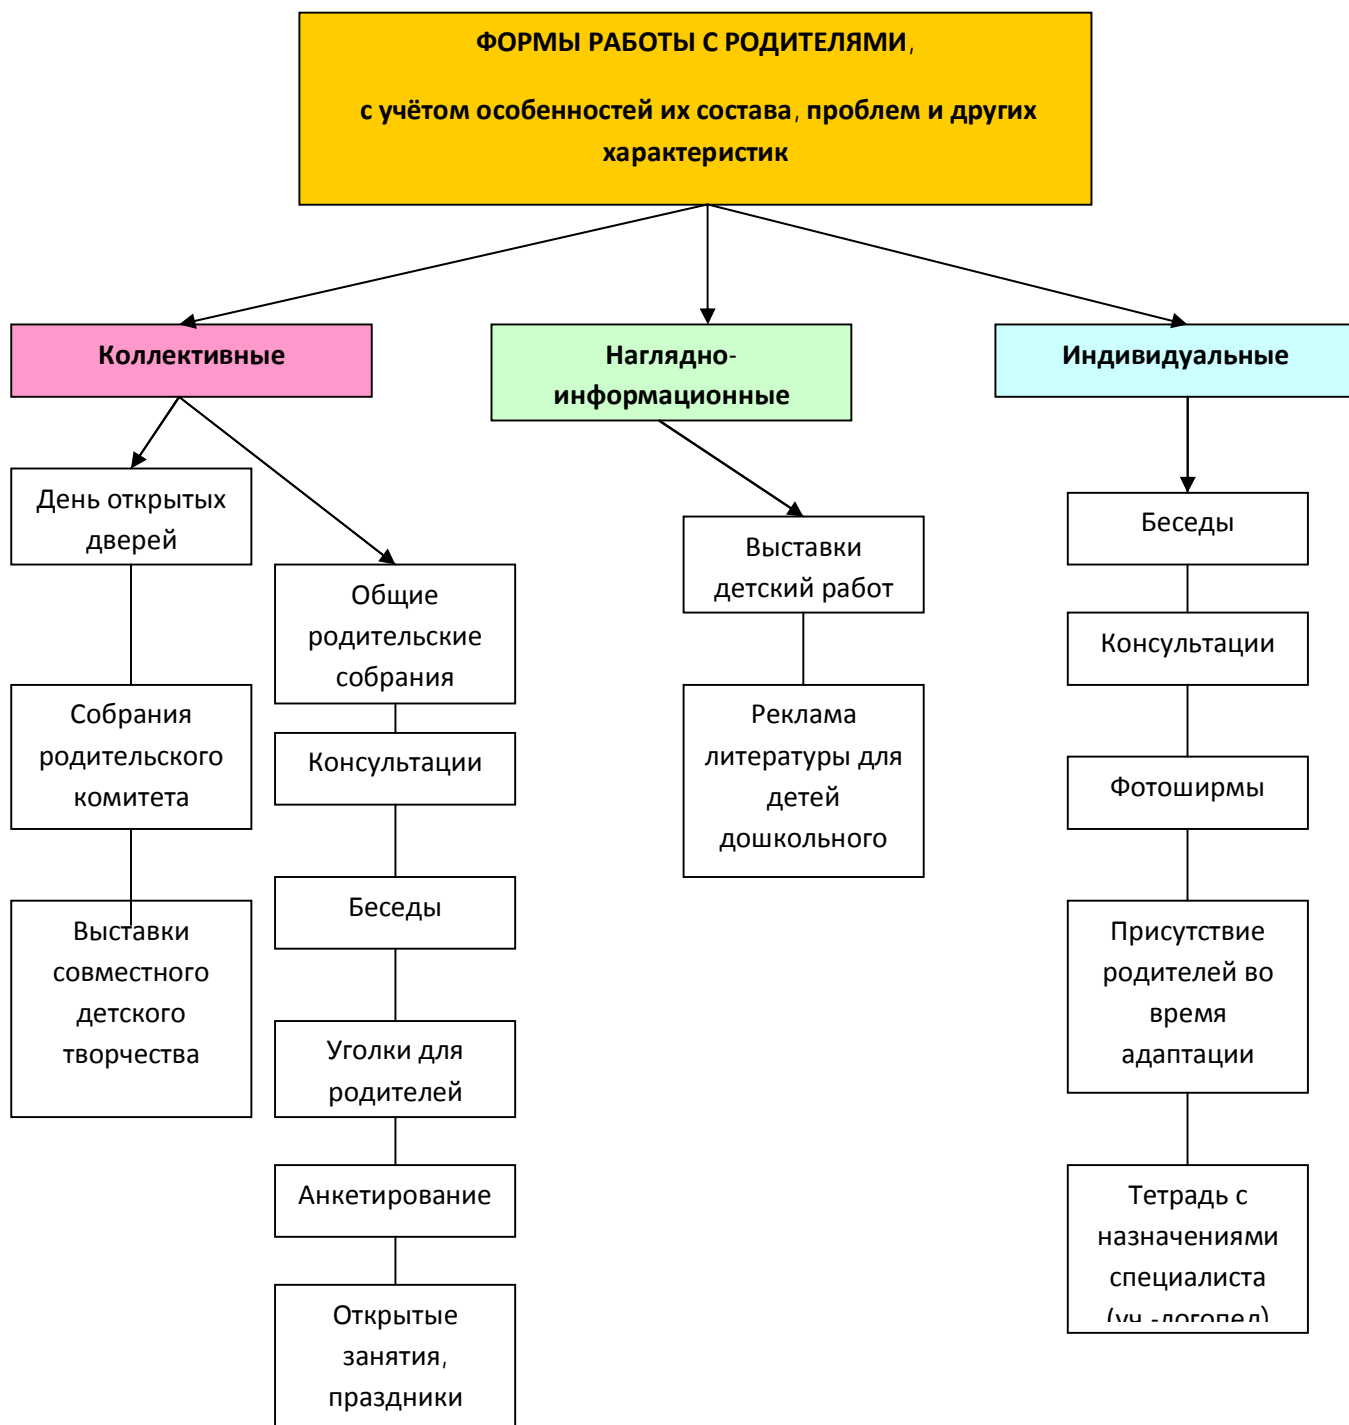 ФОРМЫ РАБОТЫ С РОДИТЕЛЯМИ,
с учётом особенностей их состава, проблем и других
характеристик
Коллективные
Наглядно-
информационные
Индивидуальные
День открытых
дверей
Собрания
родительского
комитета
Выставки
совместного
детского
творчества
Общие
родительские
собрания
Консультации
Беседы
Уголки для
родителей
Анкетирование
Открытые
занятия,
праздники
Выставки
детский работ
Реклама
литературы для
детей
дошкольного
Беседы
Консультации
Фотоширмы
Присутствие
родителей во
время
адаптации
Тетрадь с
назначениями
специалиста
(уч.-логопед)